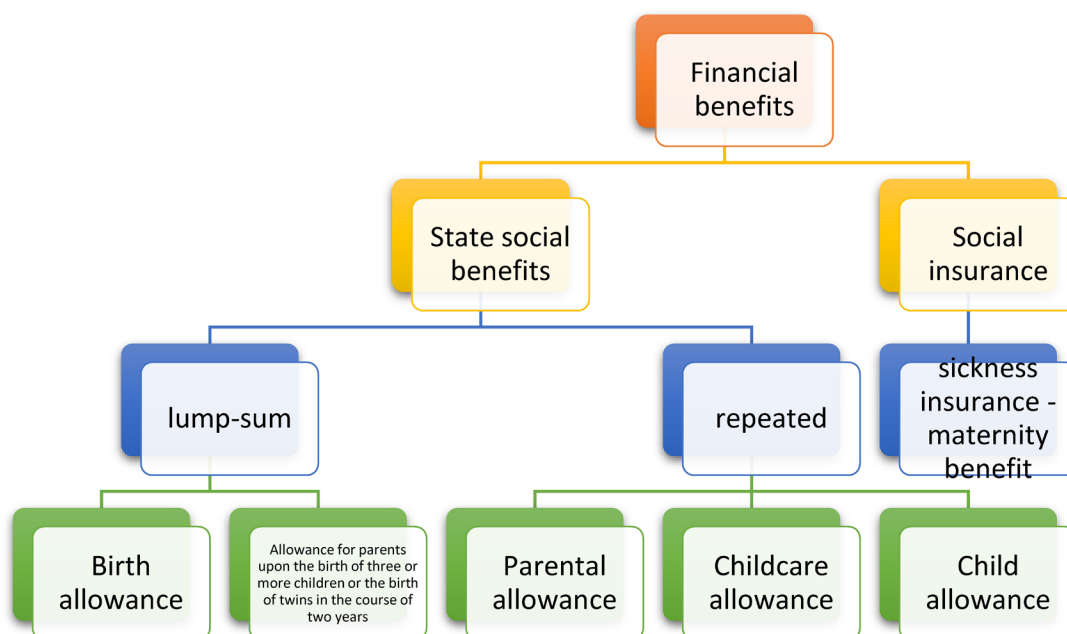 Financial
benefits
State social
benefits
Social
insurance
lump-sum
repeated
sickness
insurance -
maternity
benefit
Birth
allowance
Allowance for parents
upon the birth of three or
more children or the birth
of twins in the course of
two years
Parental
allowance
Childcare
allowance
Child
allowance